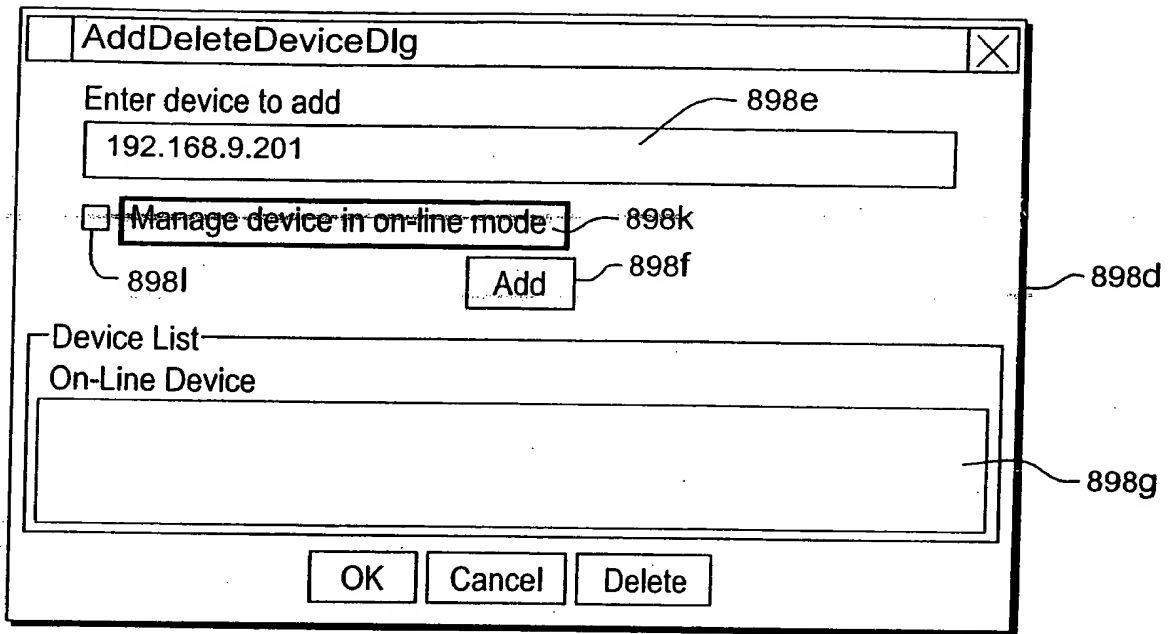 AddDeleteDeviceDlg
Enter device to add
898e
192.168.9.201
Manage device in on-line mode
898k
898l
Add
898f
898d
Device List
On-Line Device
898g
OK
Cancel
Delete